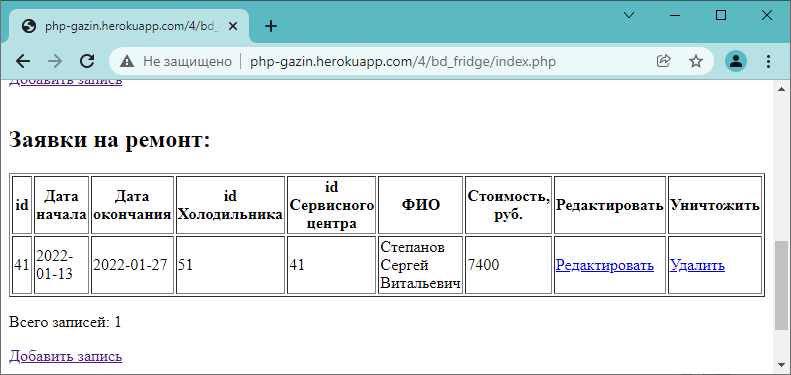 php-gazin.herokuapp.com/4/bd_
Не защищено
php-gazin.herokuapp.com/4/bd_fridge/index.php
Добавить запись
Заявки на ремонт:
id
Дата
начала
Дата
окончания
id
Холодильника
id
Сервисного
центра
ФИО
Стоимость,
руб.
Редактировать
Уничтожить
41
2022-
01-13
2022-01-27
51
41
Степанов
Сергей
Витальевич
7400
Редактировать
Удалить
Всего записей: 1
Добавить запись